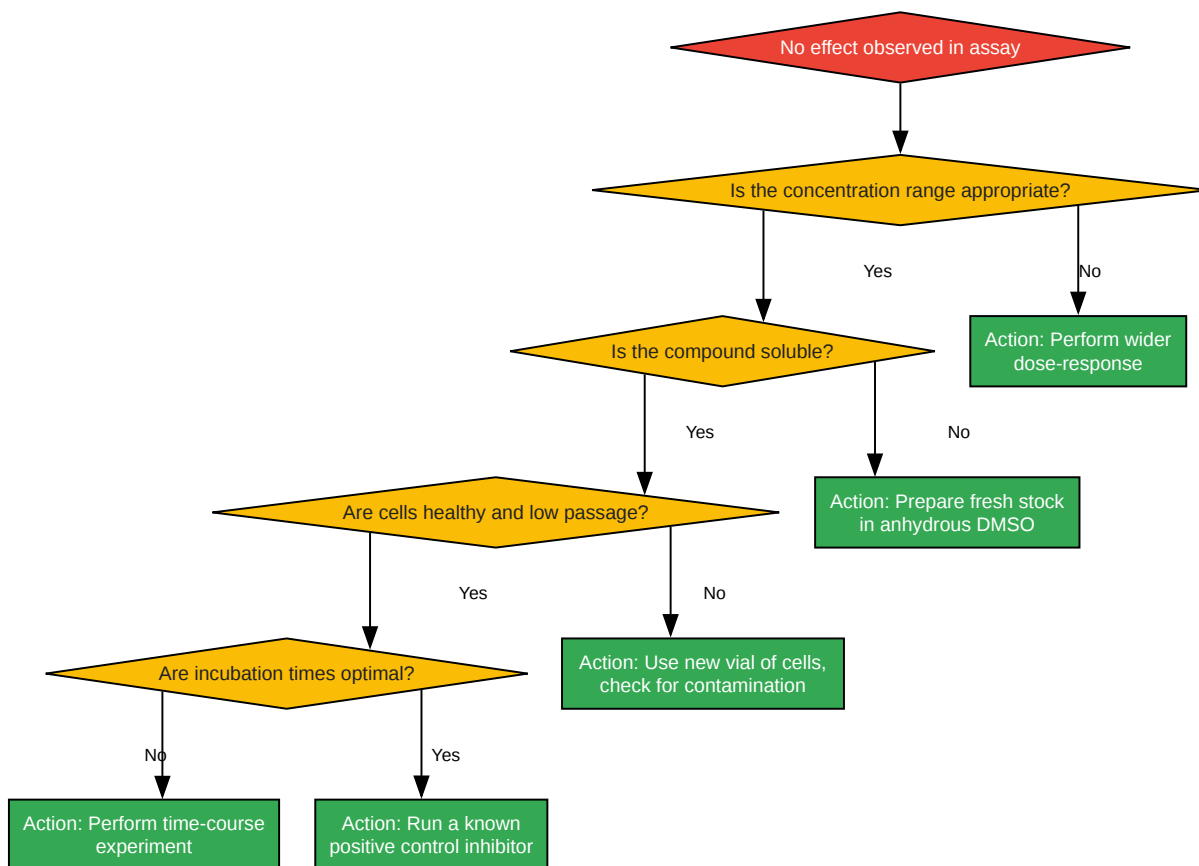 No effect observed in assay
Is the concentration range appropriate?
Yes
No
Is the compound soluble?
Action: Perform wider
dose-response
Yes
No
Are cells healthy and low passage?
Action: Prepare fresh stock
in anhydrous DMSO
Yes
No
Are incubation times optimal?
Action: Use new vial of cells,
check for contamination
No
Yes
Action: Perform time-course
experiment
Action: Run a known
positive control inhibitor